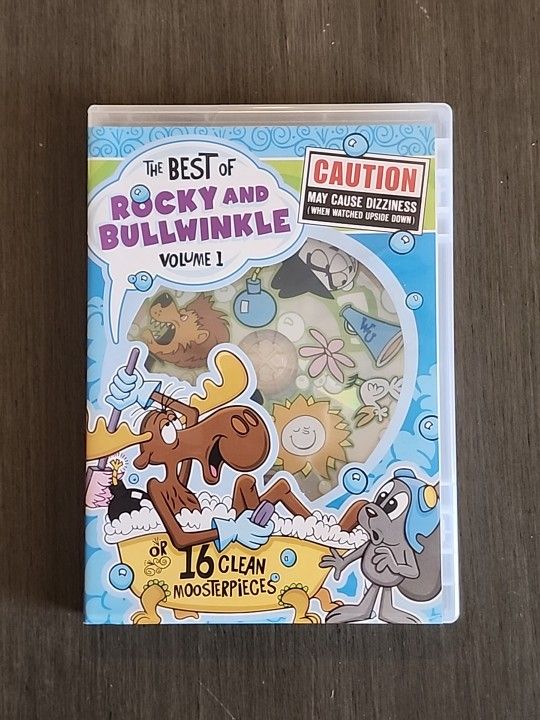 THE BEST OF
ROCKY AND
BULLWINKLE
VOLUME 1
CAUTION
MAY CAUSE DIZZINESS
(WHEN WATCHED UPSIDE DOWN)
WU
OR 16 CLEAN
MOOSTERPIECES